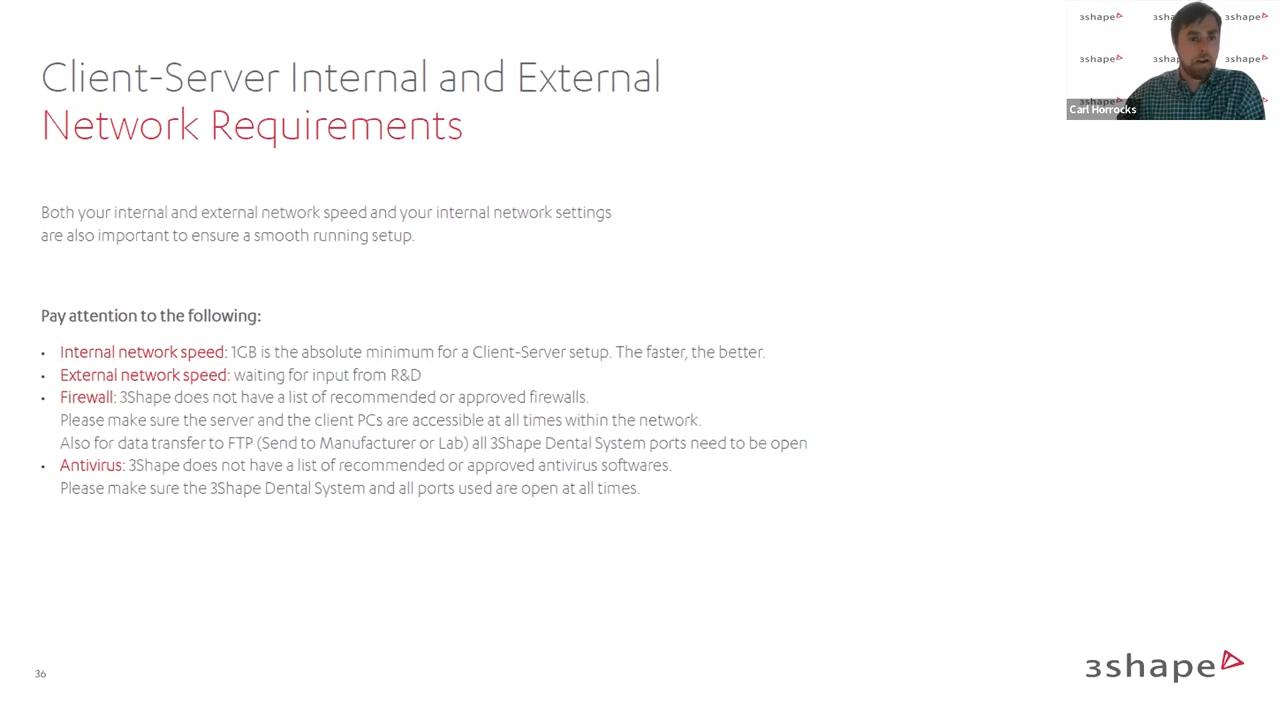 3shape
3shape
3shape
3shape
3shape
3shape
Carl Horrocks
Client-Server Internal and External
Network Requirements
Both your internal and external network speed and your internal network settings
are also important to ensure a smooth running setup.
Pay attention to the following:
• Internal network speed: 1GB is the absolute minimum for a Client-Server setup. The faster, the better.
• External network speed: waiting for input from R&D
• Firewall: 3Shape does not have a list of recommended or approved firewalls.
Please make sure the server and the client PCs are accessible at all times within the network.
Also for data transfer to FTP (Send to Manufacturer or Lab) all 3Shape Dental System ports need to be open
• Antivirus: 3Shape does not have a list of recommended or approved antivirus softwares.
Please make sure the 3Shape Dental System and all ports used are open at all times.
36
3shape